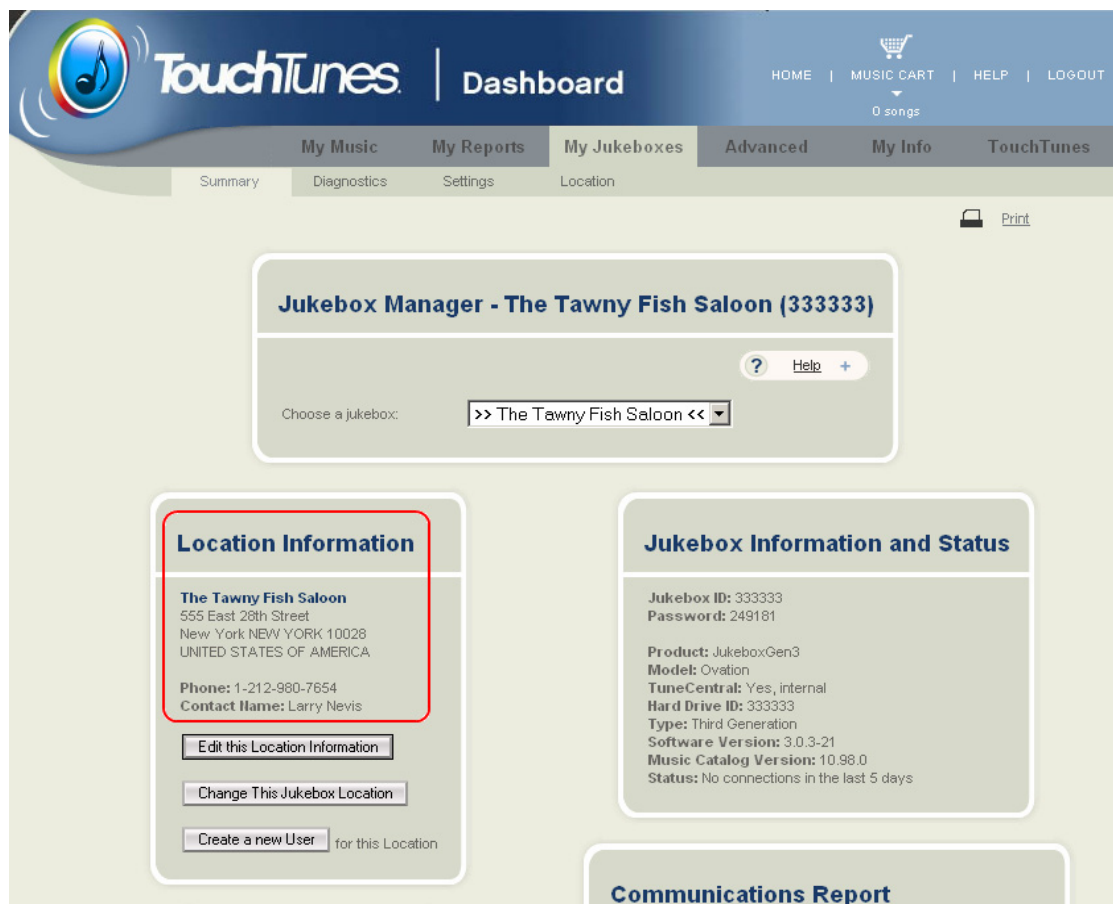 TouchTunes. | Dashboard
HOME | MUSIC CART | HELP | LOGOUT
0 songs
My Music My Reports My Jukeboxes Advanced My Info TouchTunes
Summary Diagnostics Settings Location
Print
Jukebox Manager - The Tawny Fish Saloon (333333)
? Help +
Choose a jukebox: >> The Tawny Fish Saloon <<
Location Information
The Tawny Fish Saloon
555 East 28th Street
New York NEW YORK 10028
UNITED STATES OF AMERICA
Phone: 1-212-980-7654
Contact Name: Larry Nevis
Edit this Location Information
Change This Jukebox Location
Create a new User for this Location
Jukebox Information and Status
Jukebox ID: 333333
Password: 249181
Product: JukeboxGen3
Model: Ovation
TuneCentral: Yes, internal
Hard Drive ID: 333333
Type: Third Generation
Software Version: 3.0.3-21
Music Catalog Version: 10.98.0
Status: No connections in the last 5 days
Communications Report